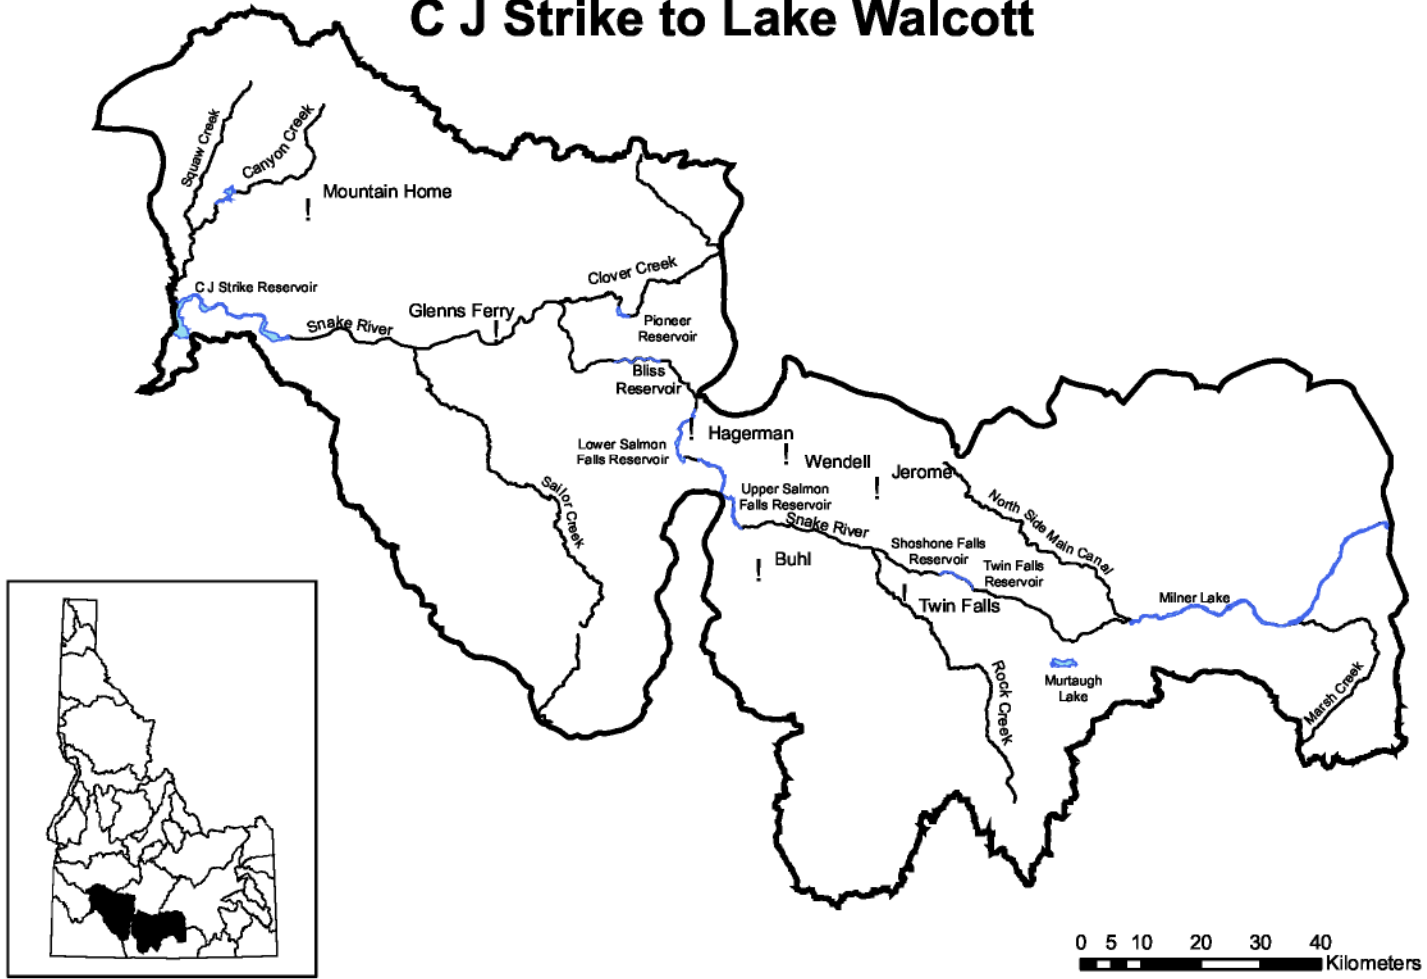 C J Strike to Lake Walcott
Squaw Creek
Canyon Creek
Mountain Home
!
C J Strike Reservoir
Snake River
Glenns Ferry
!
Clover Creek
Pioneer
Reservoir
Bliss
Reservoir
Lower Salmon
Falls Reservoir
!
Hagerman
!
Wendell
!
Jerome
Sailor Creek
Upper Salmon
Falls Reservoir
Snake River
North Side Main Canal
Shoshone Falls
Reservoir
Twin Falls
Reservoir
!
Buhl
!
Twin Falls
Milner Lake
Rock Creek
Murtaugh
Lake
Marsh Creek
0 5 10 20 30 40
Kilometers